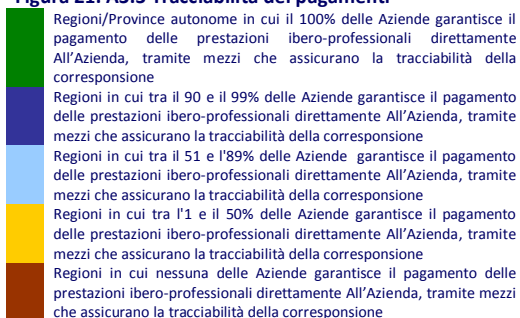 Figura 21: A3.3 Tracciabilità dei pagamenti
Regioni/Province autonome in cui il 100% delle Aziende garantisce il
pagamento delle prestazioni ibero-professionali direttamente
All’Azienda, tramite mezzi che assicurano la tracciabilità della
corresponsione
Regioni in cui tra il 90 e il 99% delle Aziende garantisce il pagamento
delle prestazioni ibero-professionali direttamente All’Azienda, tramite
mezzi che assicurano la tracciabilità della corresponsione
Regioni in cui tra il 51 e l'89% delle Aziende garantisce il pagamento
delle prestazioni ibero-professionali direttamente All’Azienda, tramite
mezzi che assicurano la tracciabilità della corresponsione
Regioni in cui tra l'1 e il 50% delle Aziende garantisce il pagamento
delle prestazioni ibero-professionali direttamente All’Azienda, tramite
mezzi che assicurano la tracciabilità della corresponsione
Regioni in cui nessuna delle Aziende garantisce il pagamento delle
prestazioni ibero-professionali direttamente All’Azienda, tramite mezzi
che assicurano la tracciabilità della corresponsione